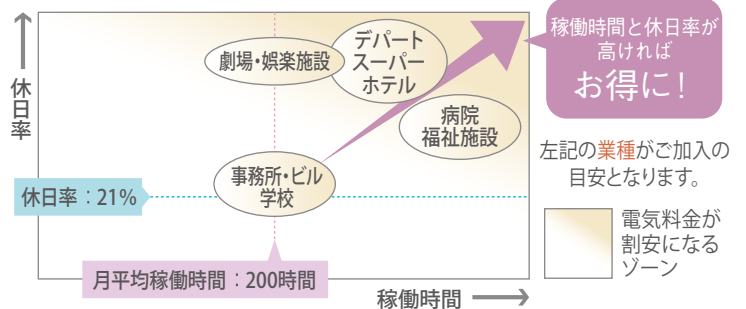 休日率
劇場・娯楽施設
デパート
スーパー
ホテル
病院
福祉施設
事務所・ビル
学校
休日率：21%
月平均稼働時間：200時間
稼働時間
稼働時間と休日率が
高ければ
お得に！
左記の業種がご加入の
目安となります。
電気料金が
割安になる
ゾーン